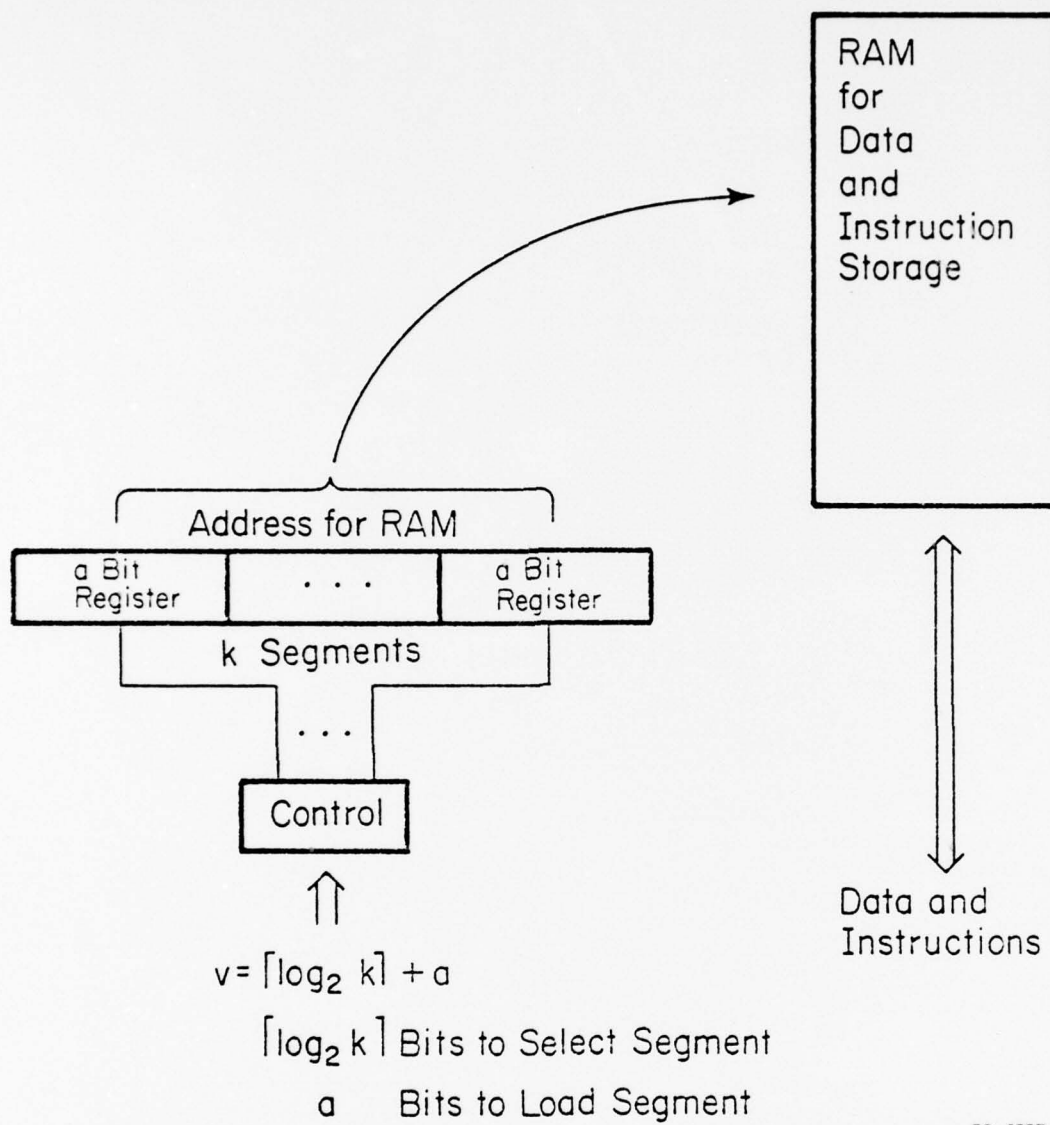 RAM
for
Data
and
Instruction
Storage
Address for RAM
a Bit
Register
. . .
a Bit
Register
k Segments
. . .
Control
v = ⌈log₂ k⌉ + a
⌈log₂ k⌉ Bits to Select Segment
a Bits to Load Segment
Data and
Instructions